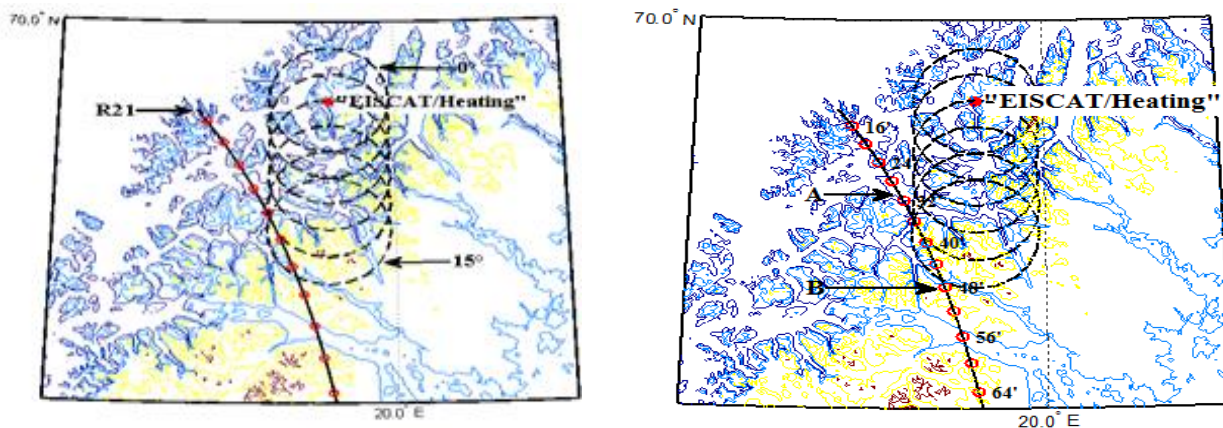 70.0° N
0°
"EISCAT/Heating"
R21
15°
20.0° E
70.0° N
"EISCAT/Heating"
16'
24'
A
32'
40'
B
48'
56'
64'
20.0° E